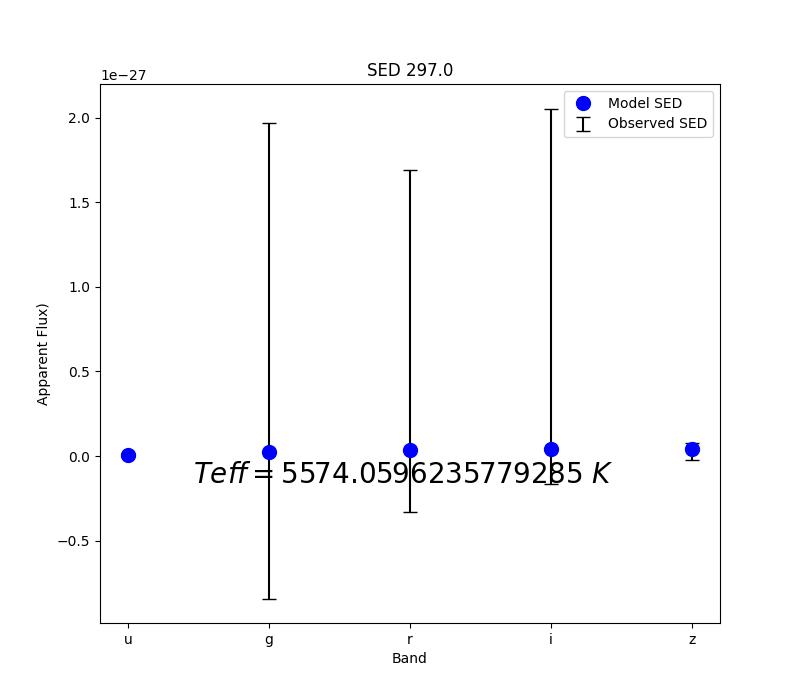 SED 297.0
1e−27
Model SED
Observed SED
2.0
1.5
1.0
0.5
0.0
−0.5
Apparent Flux)
Teff = 5574.0596235779285 K
u g r i z
Band